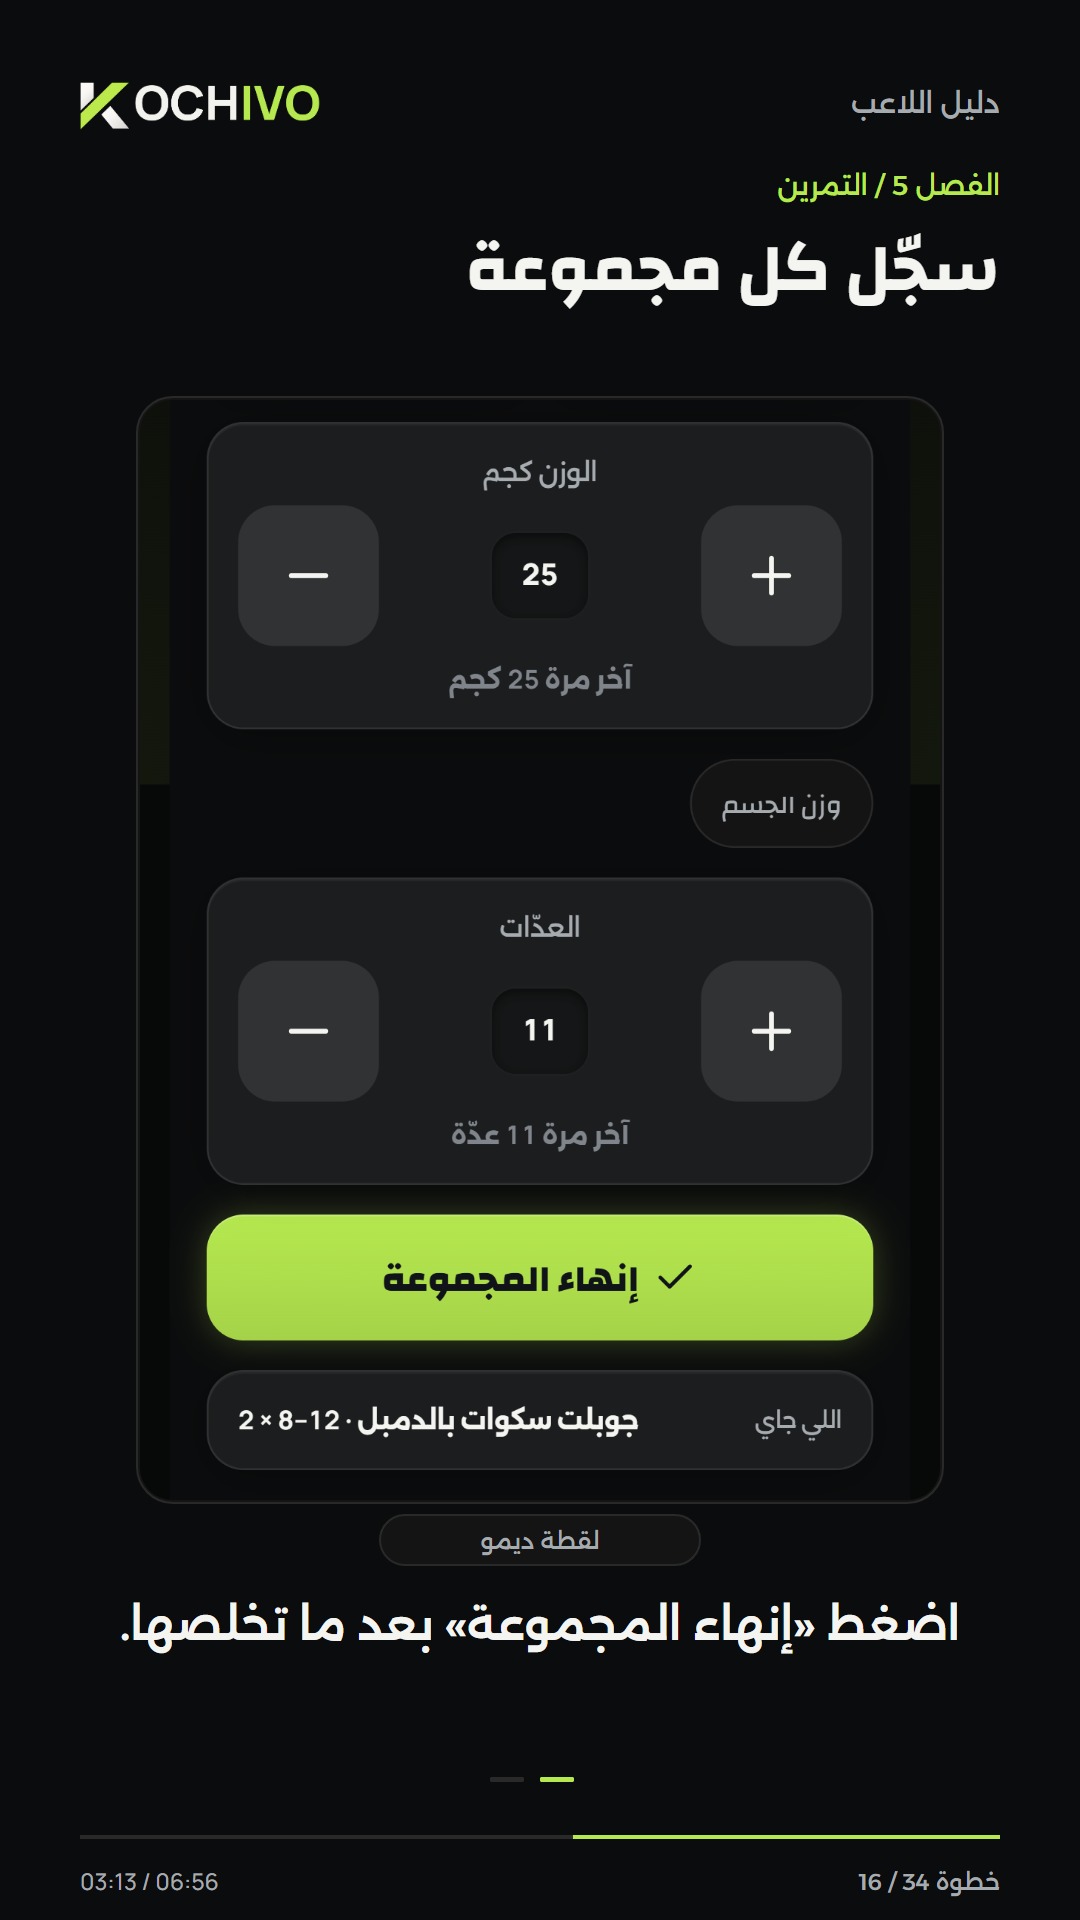 KOCHIVO
دليل اللاعب
الفصل 5 / التمرين
سجّل كل مجموعة
الوزن كجم
25
آخر مرة 25 كجم
وزن الجسم
العدّات
11
آخر مرة 11 عدّة
إنهاء المجموعة
اللي جاي
جوبلت سكوات بالدمبل · 2 × 8–12
لقطة ديمو
اضغط «إنهاء المجموعة» بعد ما تخلصها.
خطوة 16 / 34
03:13 / 06:56